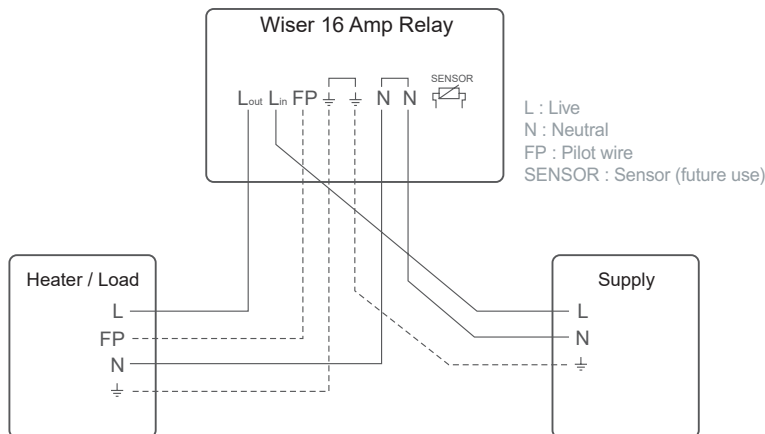 Wiser 16 Amp Relay
SENSOR
Lout Lin FP N N
L : Live
N : Neutral
FP : Pilot wire
SENSOR : Sensor (future use)
Heater / Load
L
FP
N
Supply
L
N